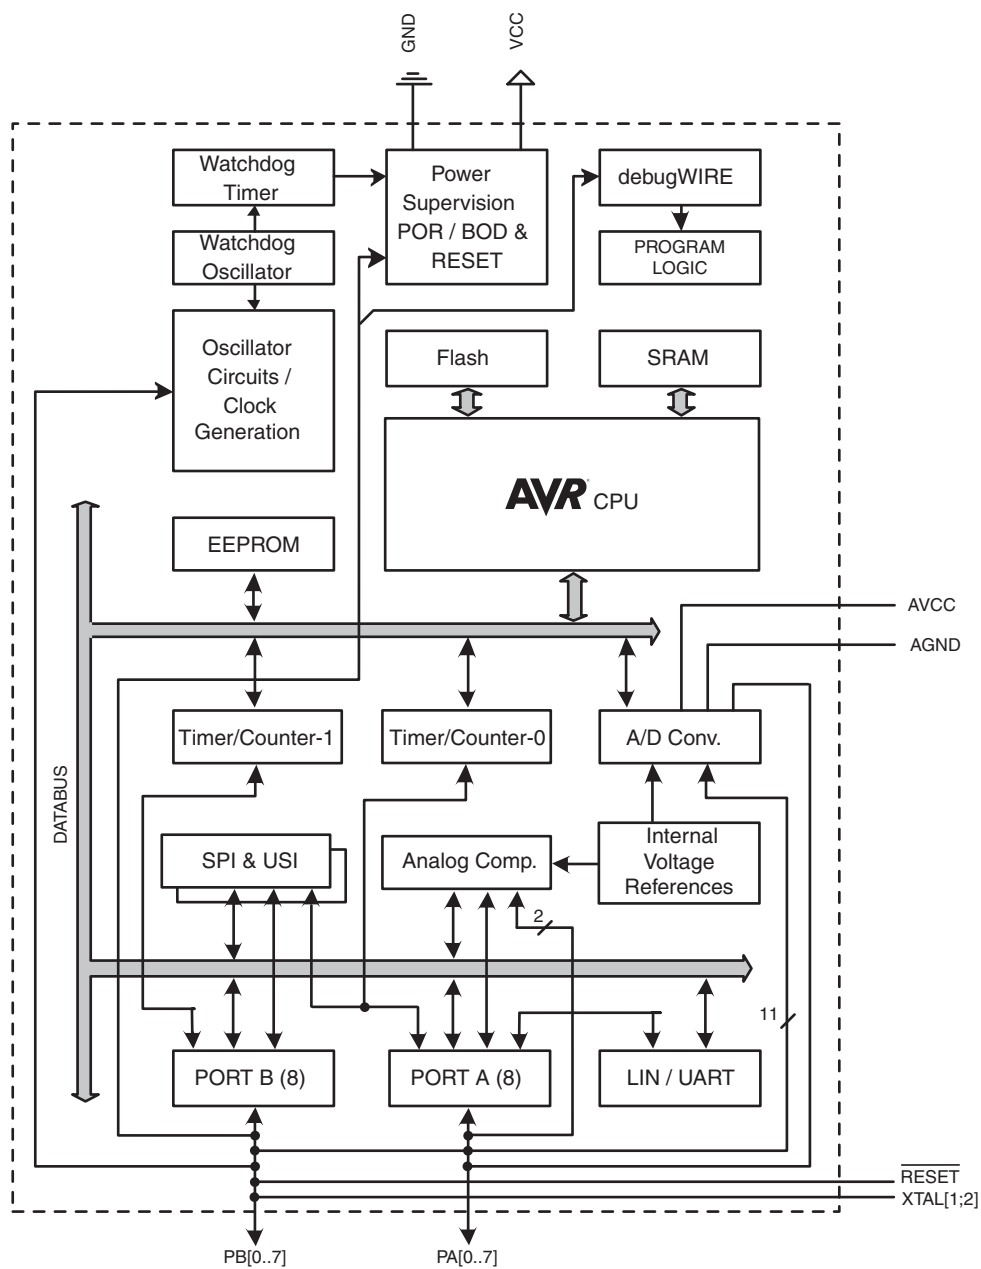 GND
VCC
Watchdog
Timer
Power
Supervision
POR / BOD &
RESET
debugWIRE
Watchdog
Oscillator
PROGRAM
LOGIC
Oscillator
Circuits /
Clock
Generation
Flash
SRAM
AVR® CPU
EEPROM
AVCC
AGND
Timer/Counter-1
Timer/Counter-0
A/D Conv.
DATABUS
SPI & USI
Analog Comp.
Internal
Voltage
References
2
11
PORT B (8)
PORT A (8)
LIN / UART
RESET
XTAL[1;2]
PB[0..7]
PA[0..7]